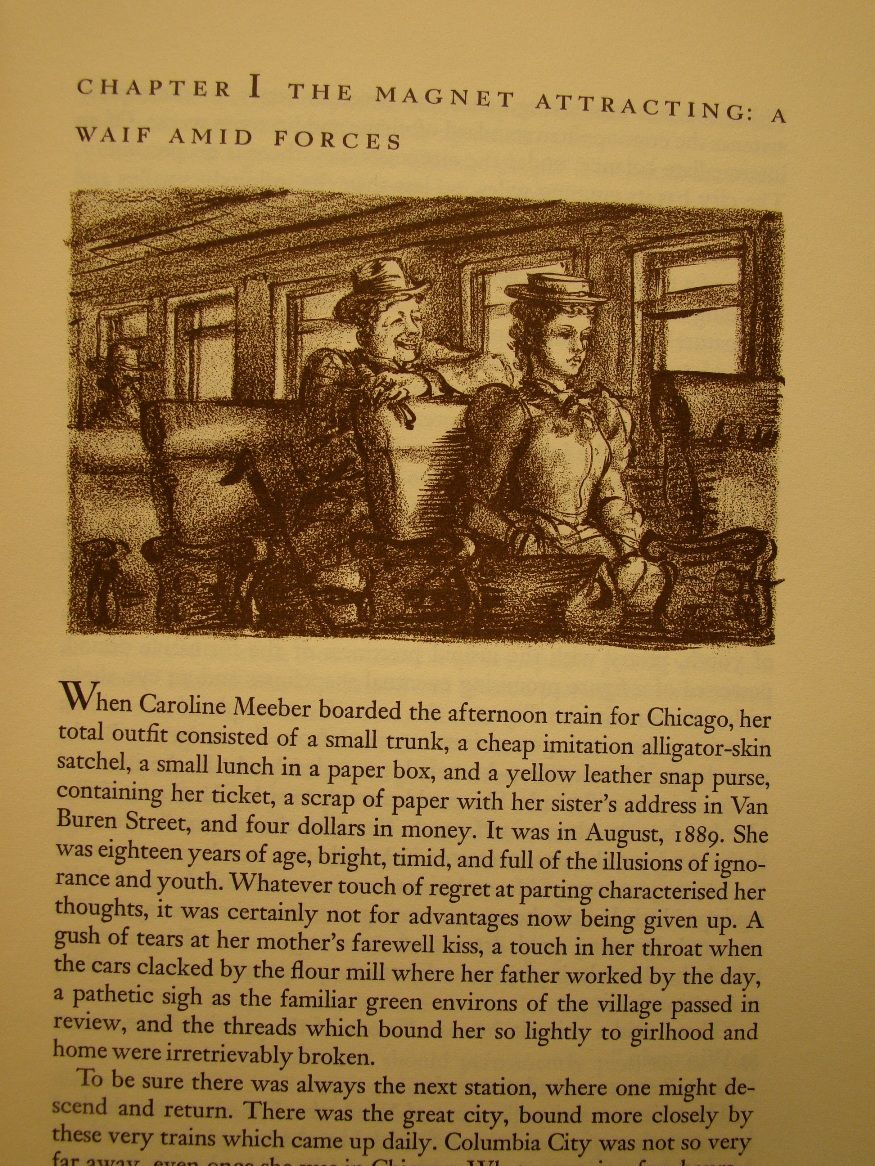 CHAPTER I THE MAGNET ATTRACTING: A
WAIF AMID FORCES
When Caroline Meeber boarded the afternoon train for Chicago, her
total outfit consisted of a small trunk, a cheap imitation alligator-skin
satchel, a small lunch in a paper box, and a yellow leather snap purse,
containing her ticket, a scrap of paper with her sister's address in Van
Buren Street, and four dollars in money. It was in August, 1889. She
was eighteen years of age, bright, timid, and full of the illusions of igno-
rance and youth. Whatever touch of regret at parting characterised her
thoughts, it was certainly not for advantages now being given up. A
gush of tears at her mother's farewell kiss, a touch in her throat when
the cars clacked by the flour mill where her father worked by the day,
a pathetic sigh as the familiar green environs of the village passed in
review, and the threads which bound her so lightly to girlhood and
home were irretrievably broken.
To be sure there was always the next station, where one might de-
scend and return. There was the great city, bound more closely by
these very trains which came up daily. Columbia City was not so very
far away, even once she was in Chicago.